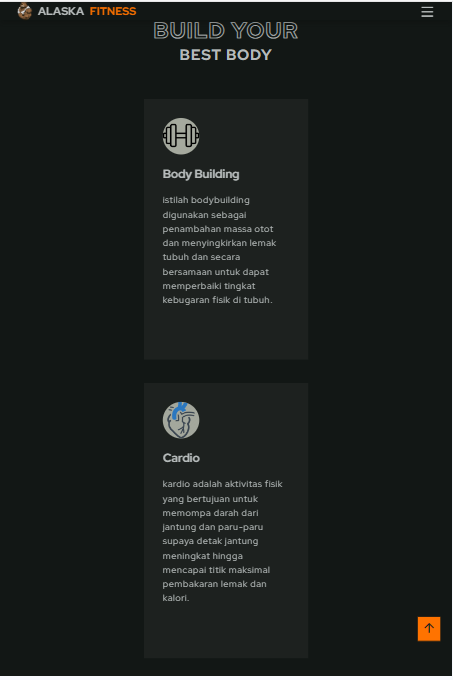 ALASKA FITNESS
BUILD YOUR
BEST BODY
Body Building
istilah bodybuilding
digunakan sebagai
penambahan massa otot
dan menyingkirkan lemak
tubuh dan secara
bersamaan untuk dapat
memperbaiki tingkat
kebugaran fisik di tubuh.
Cardio
kardio adalah aktivitas fisik
yang bertujuan untuk
memompa darah dari
jantung dan paru-paru
supaya detak jantung
meningkat hingga
mencapai titik maksimal
pembakaran lemak dan
kalori.